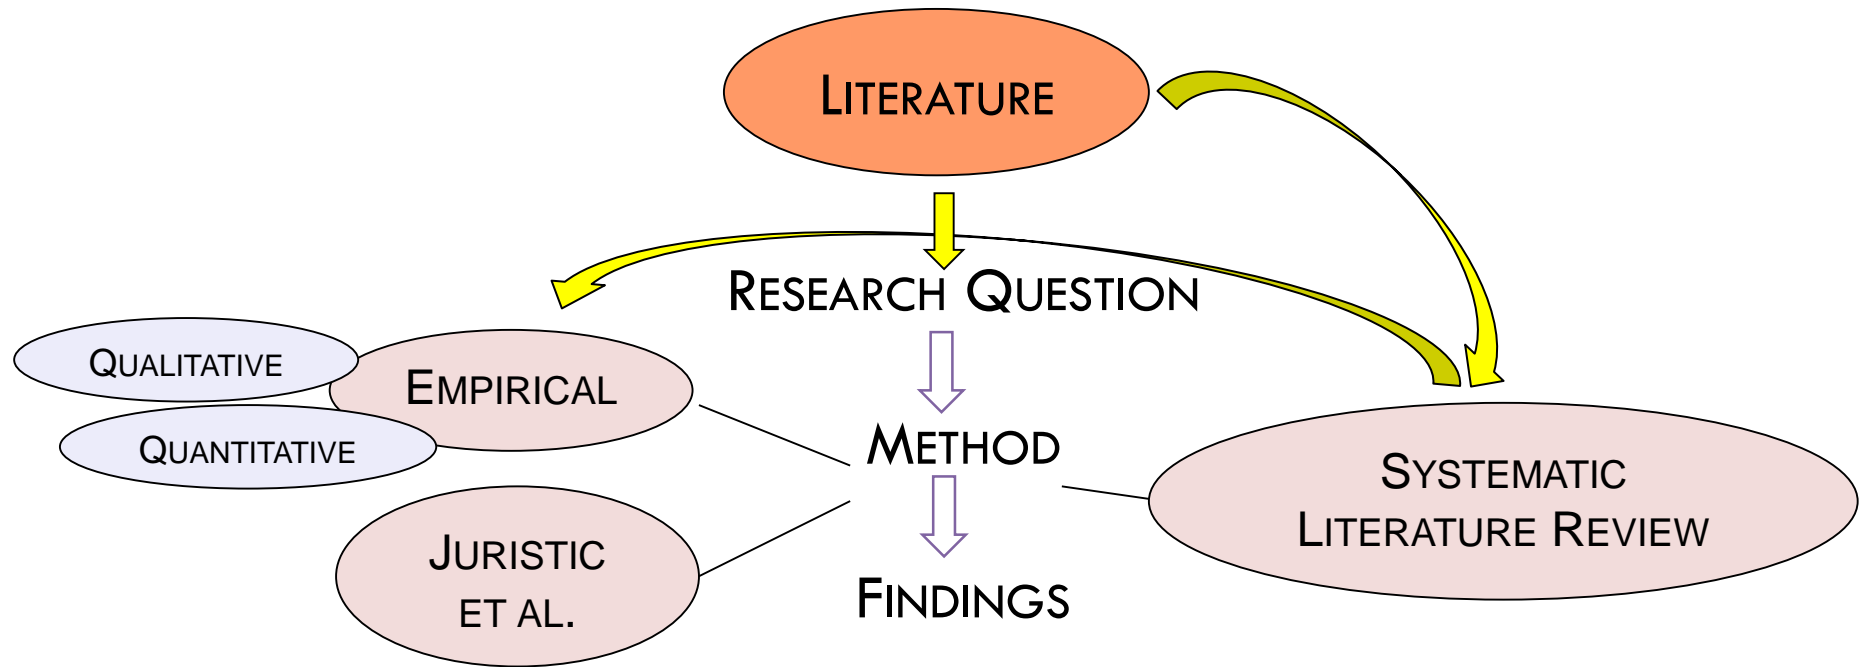 LITERATURE
RESEARCH QUESTION
QUALITATIVE
EMPIRICAL
QUANTITATIVE
METHOD
SYSTEMATIC
LITERATURE REVIEW
JURISTIC
ET AL.
FINDINGS